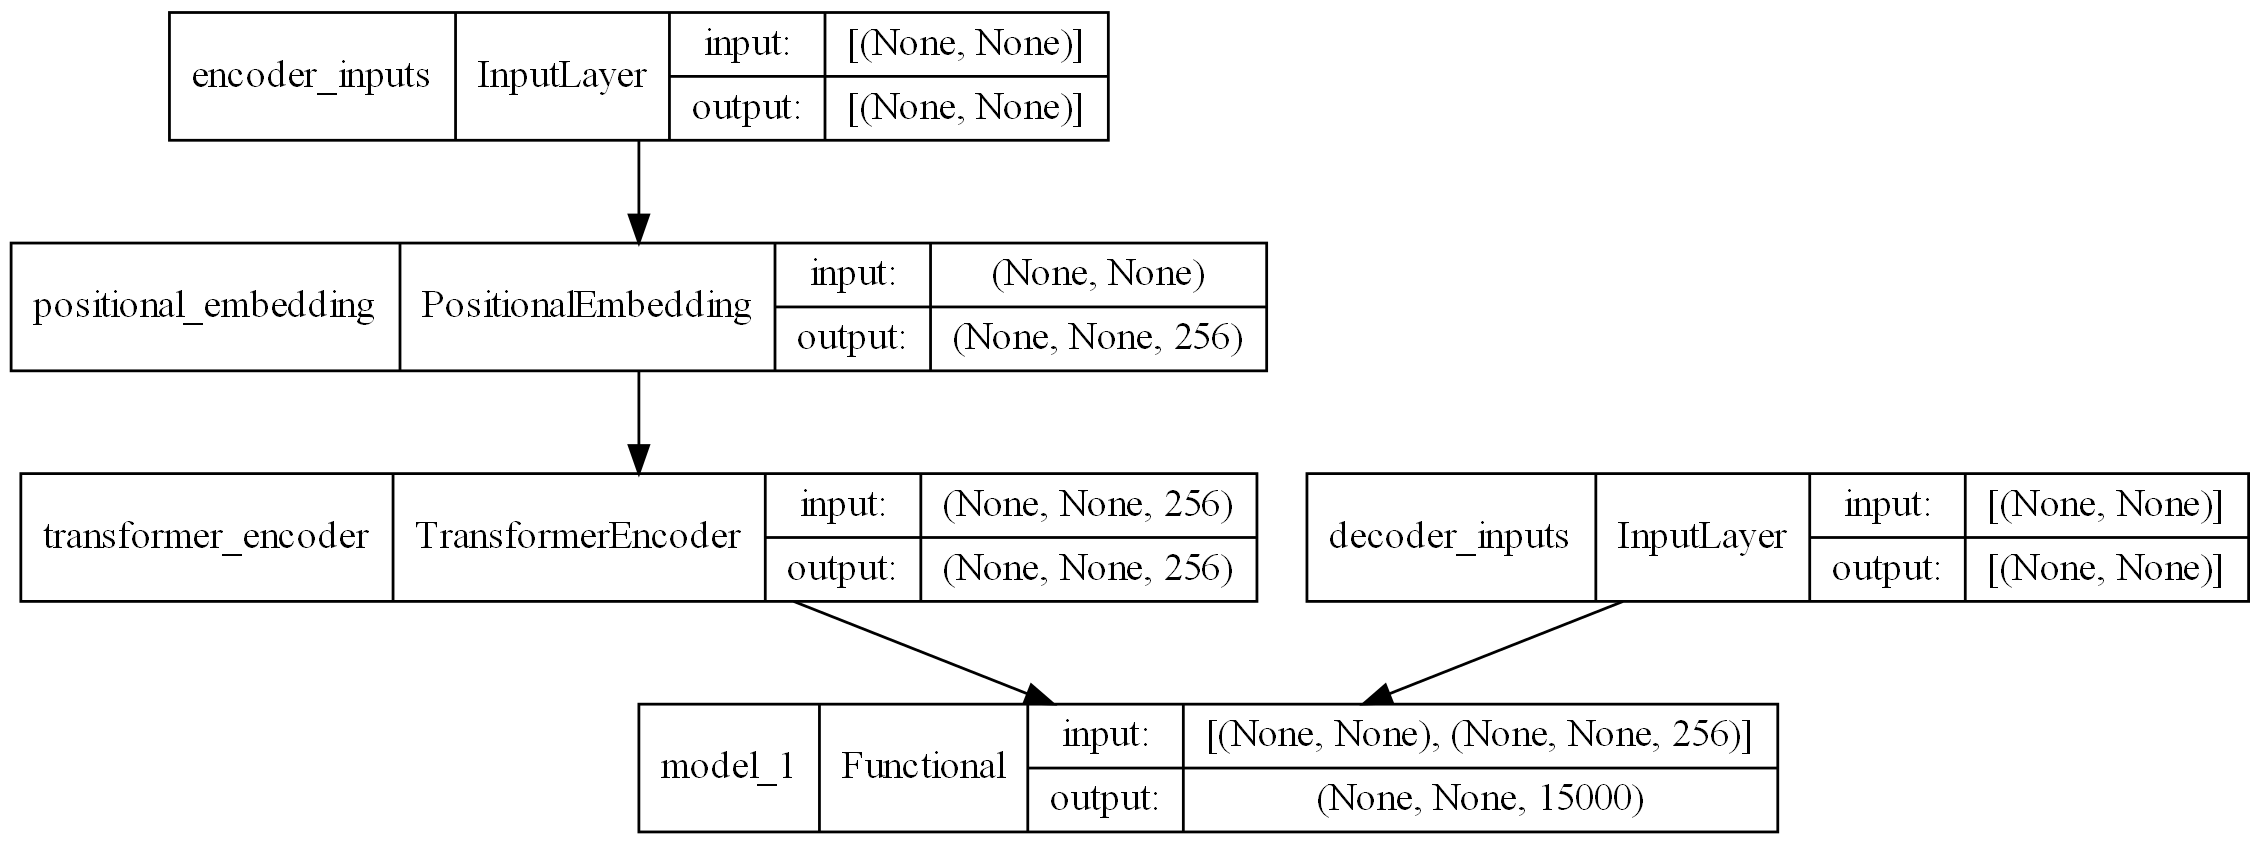 encoder_inputs InputLayer input: [(None, None)]
output: [(None, None)]
positional_embedding PositionalEmbedding input: (None, None)
output: (None, None, 256)
transformer_encoder TransformerEncoder input: (None, None, 256)
output: (None, None, 256)
decoder_inputs InputLayer input: [(None, None)]
output: [(None, None)]
model_1 Functional input: [(None, None), (None, None, 256)]
output: (None, None, 15000)